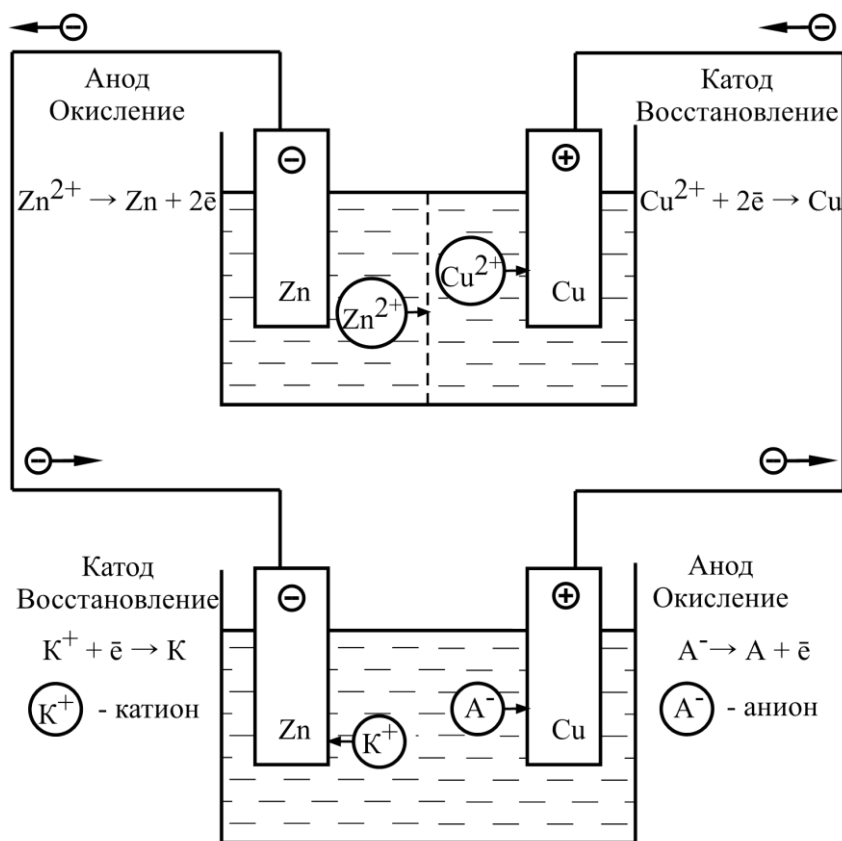 ⊖ ⊖
Анод
Окисление
Катод
Восстановление
⊖ ⊕
Zn²⁺ → Zn + 2ē
Cu²⁺ + 2ē → Cu
Cu²⁺
Zn
Zn²⁺
Cu
⊖ ⊖
Катод
Восстановление
⊖ ⊕
Анод
Окисление
К⁺ + ē → К
А⁻ → А + ē
К⁺ - катион
Zn
К⁺
А⁻
Cu
А⁻ - анион